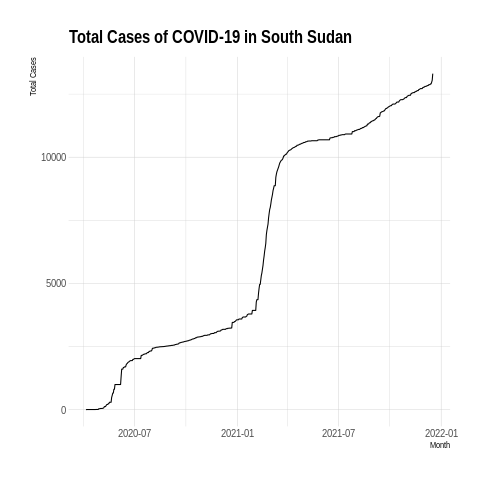 Total Cases of COVID-19 in South Sudan
Total Cases
10000
5000
0
2020-07
2021-01
2021-07
2022-01
Month